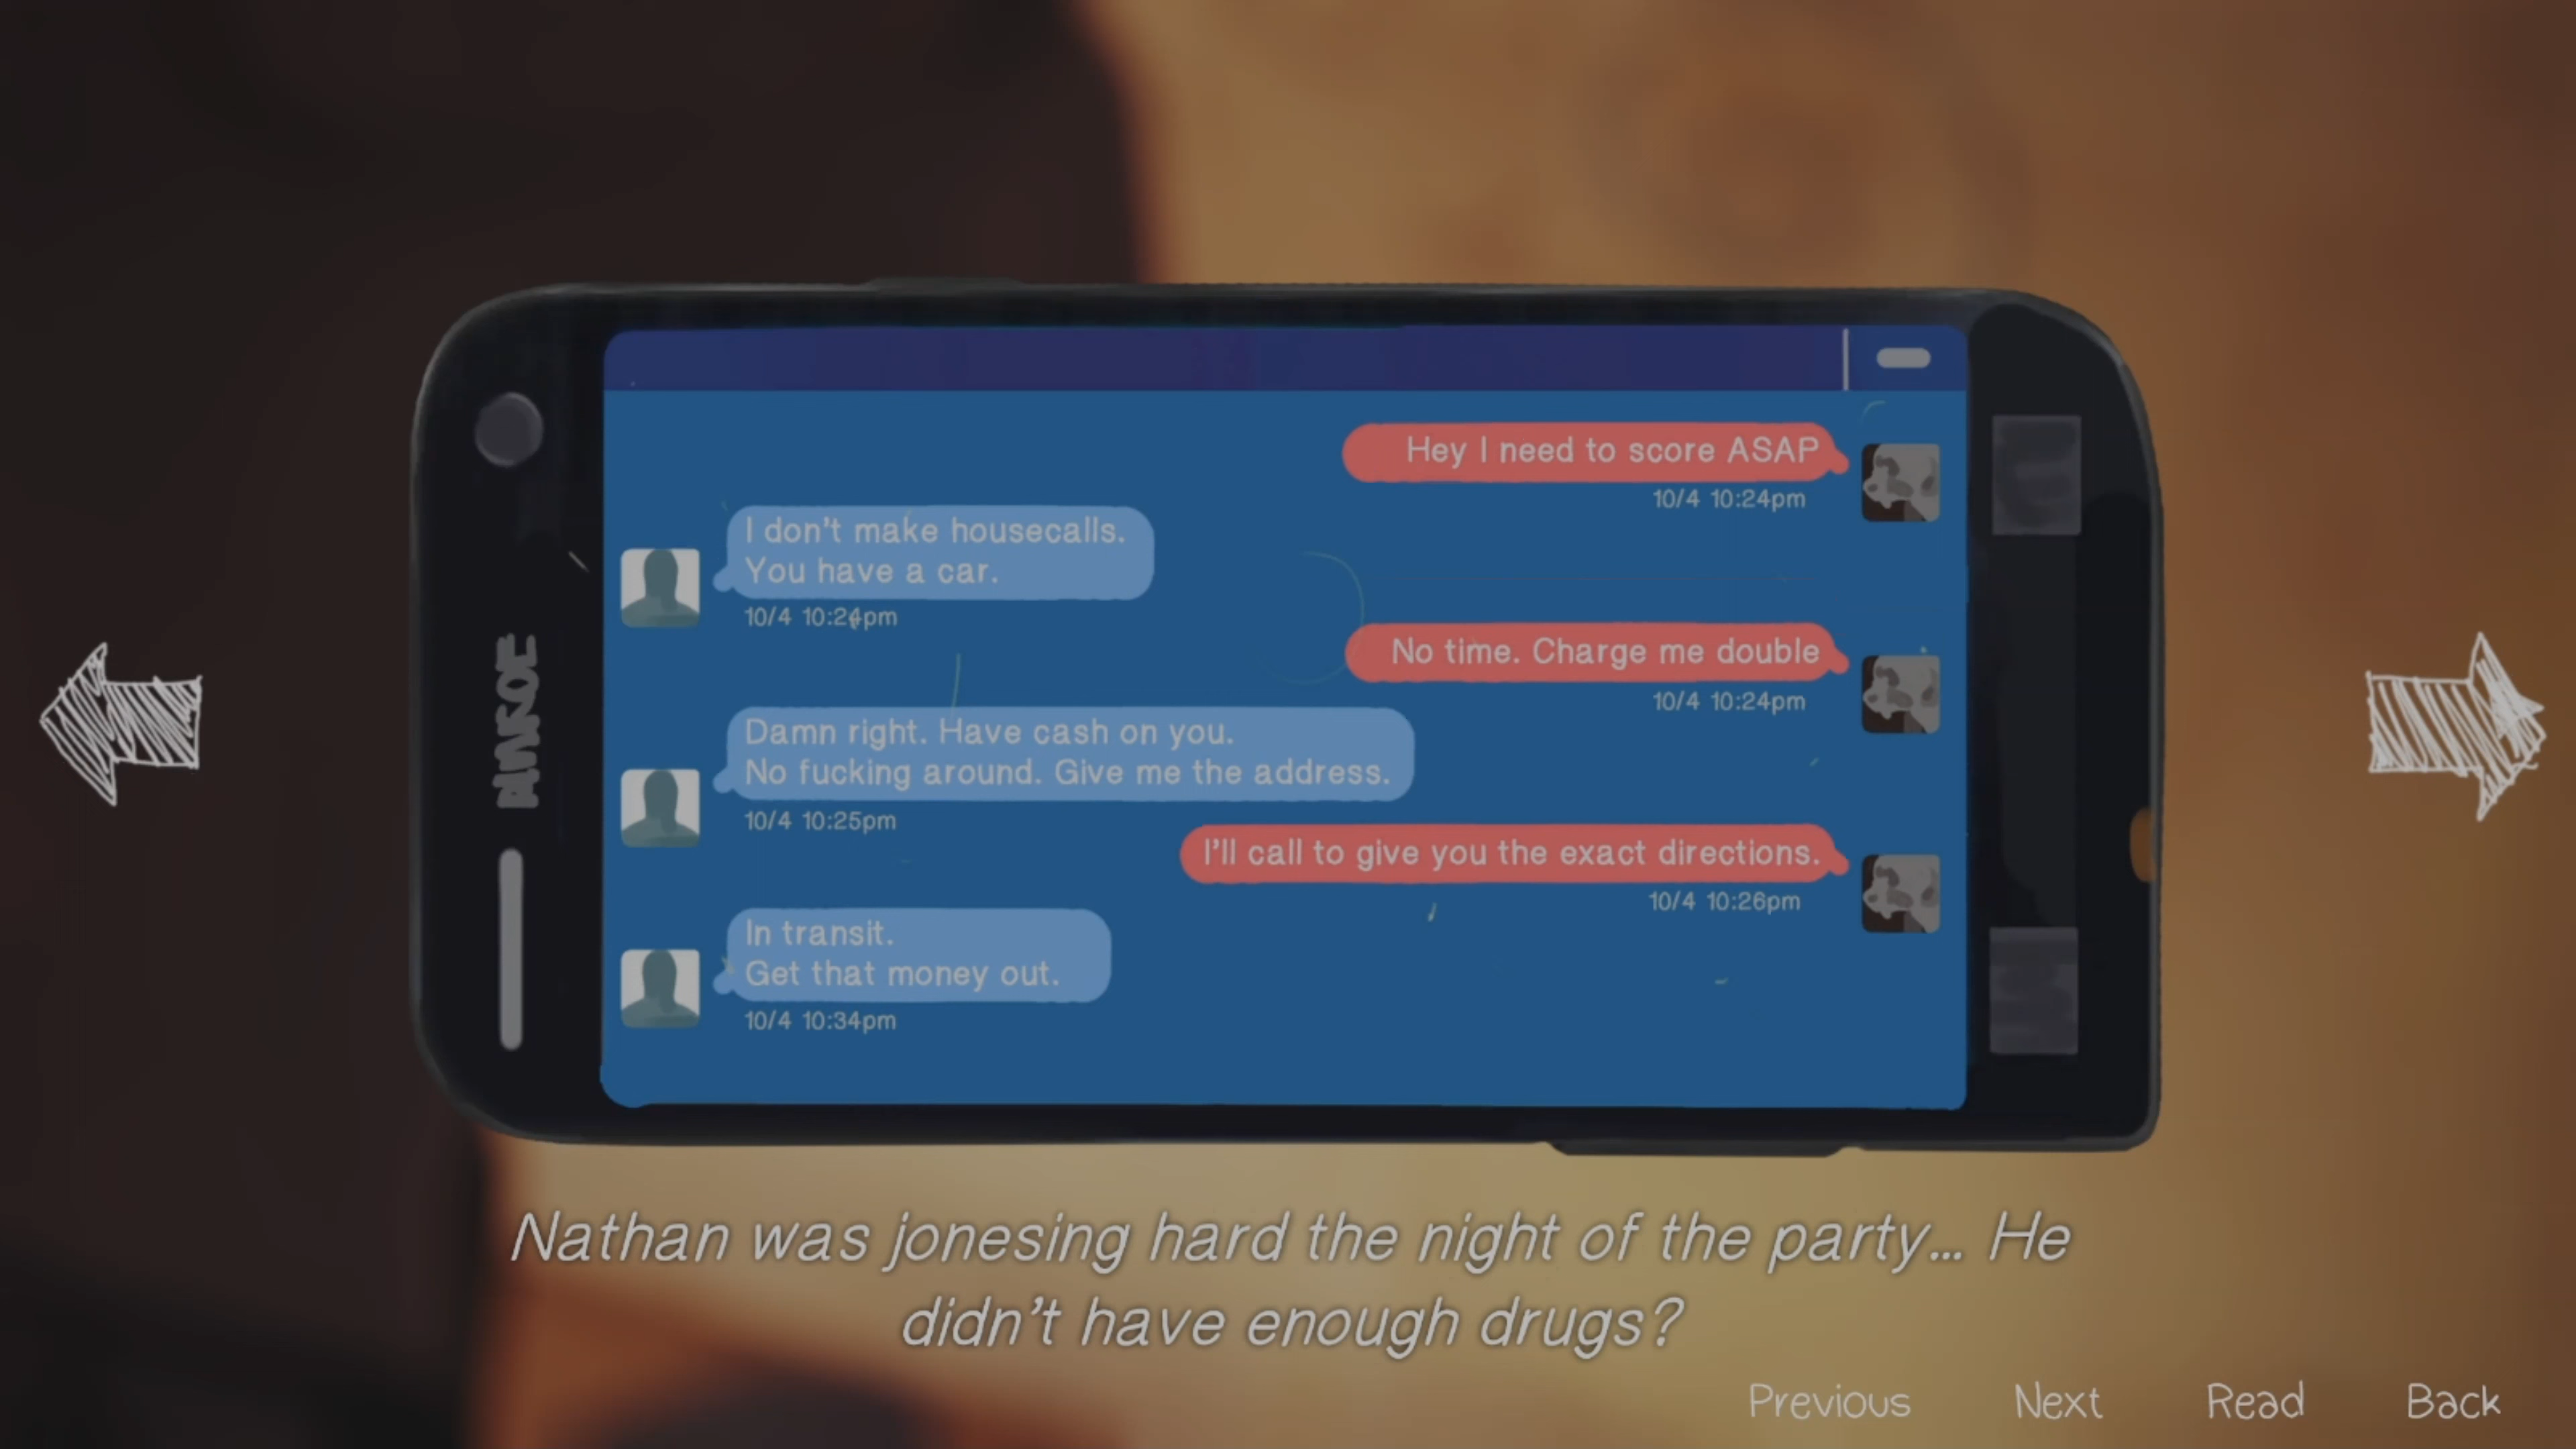 Hey I need to score ASAP
10/4 10:24pm
I don't make housecalls.
You have a car.
10/4 10:24pm
No time. Charge me double
10/4 10:24pm
Damn right. Have cash on you.
No fucking around. Give me the address.
10/4 10:25pm
I'll call to give you the exact directions.
10/4 10:26pm
In transit.
Get that money out.
10/4 10:34pm
Nathan was jonesing hard the night of the party... He
didn't have enough drugs?
Previous Next Read Back